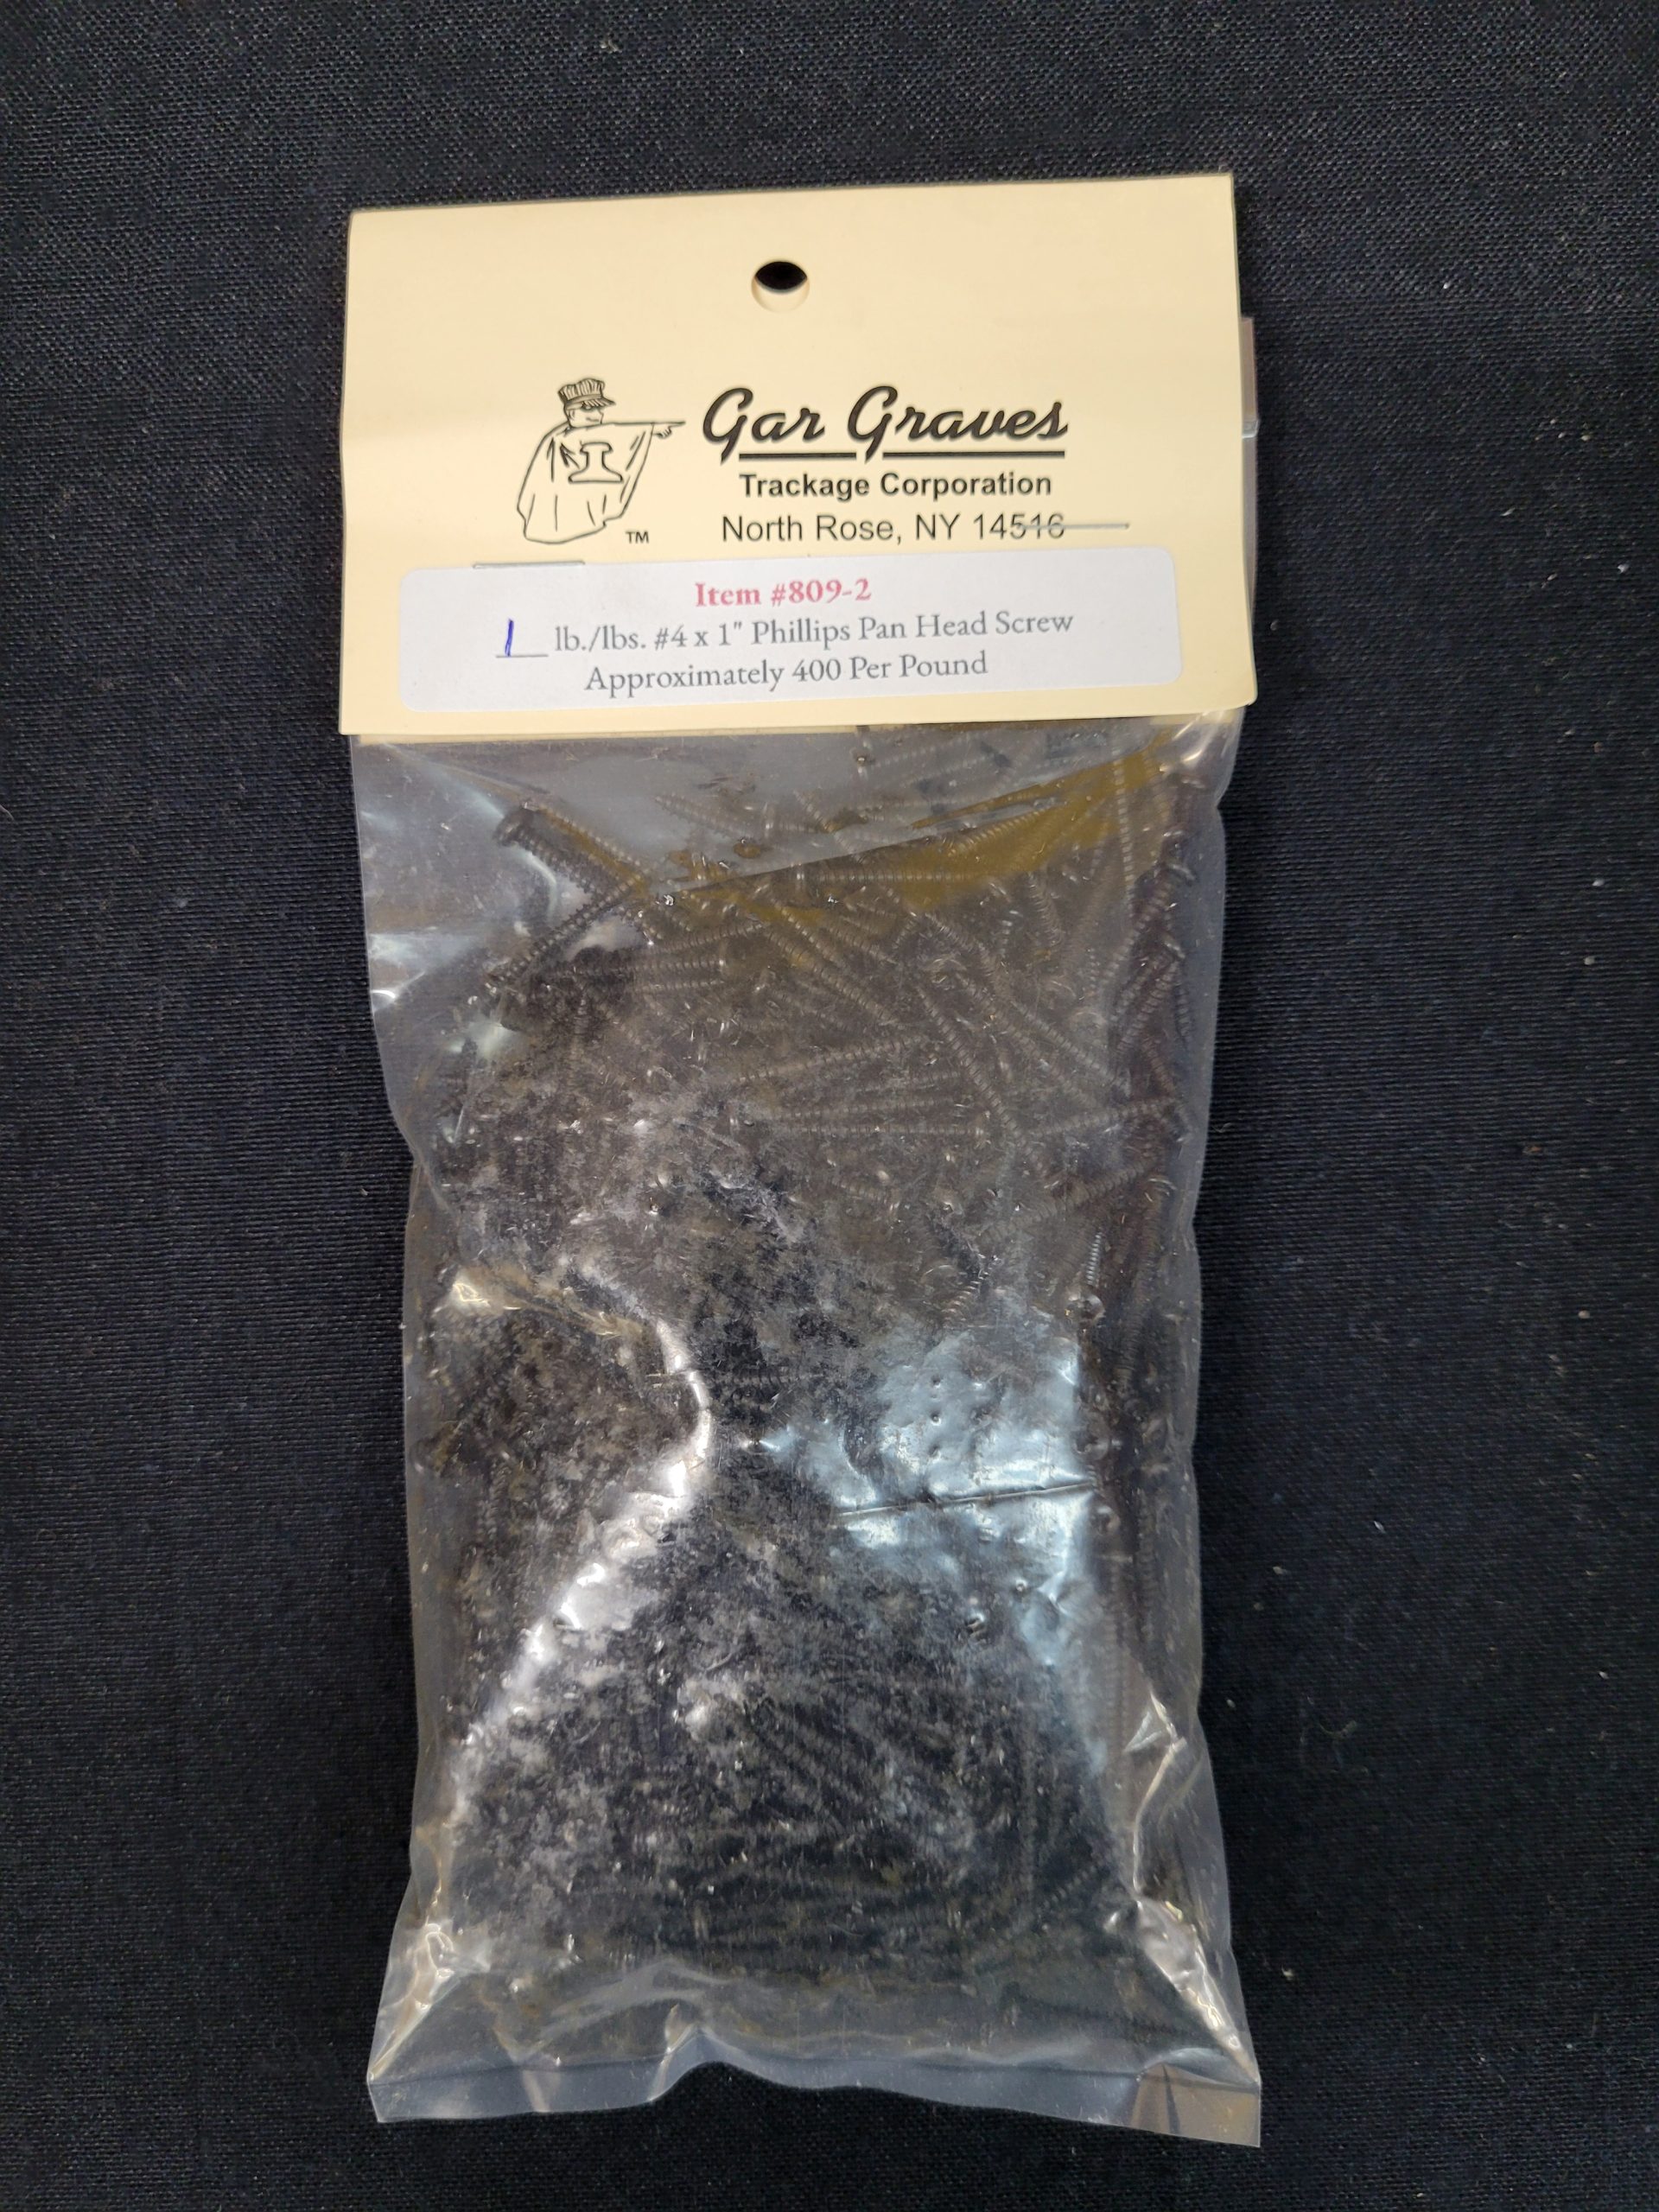 Gar Graves
Trackage Corporation
North Rose, NY 14516
TM
Item #809-2
1 lb./lbs. #4 x 1" Phillips Pan Head Screw
Approximately 400 Per Pound